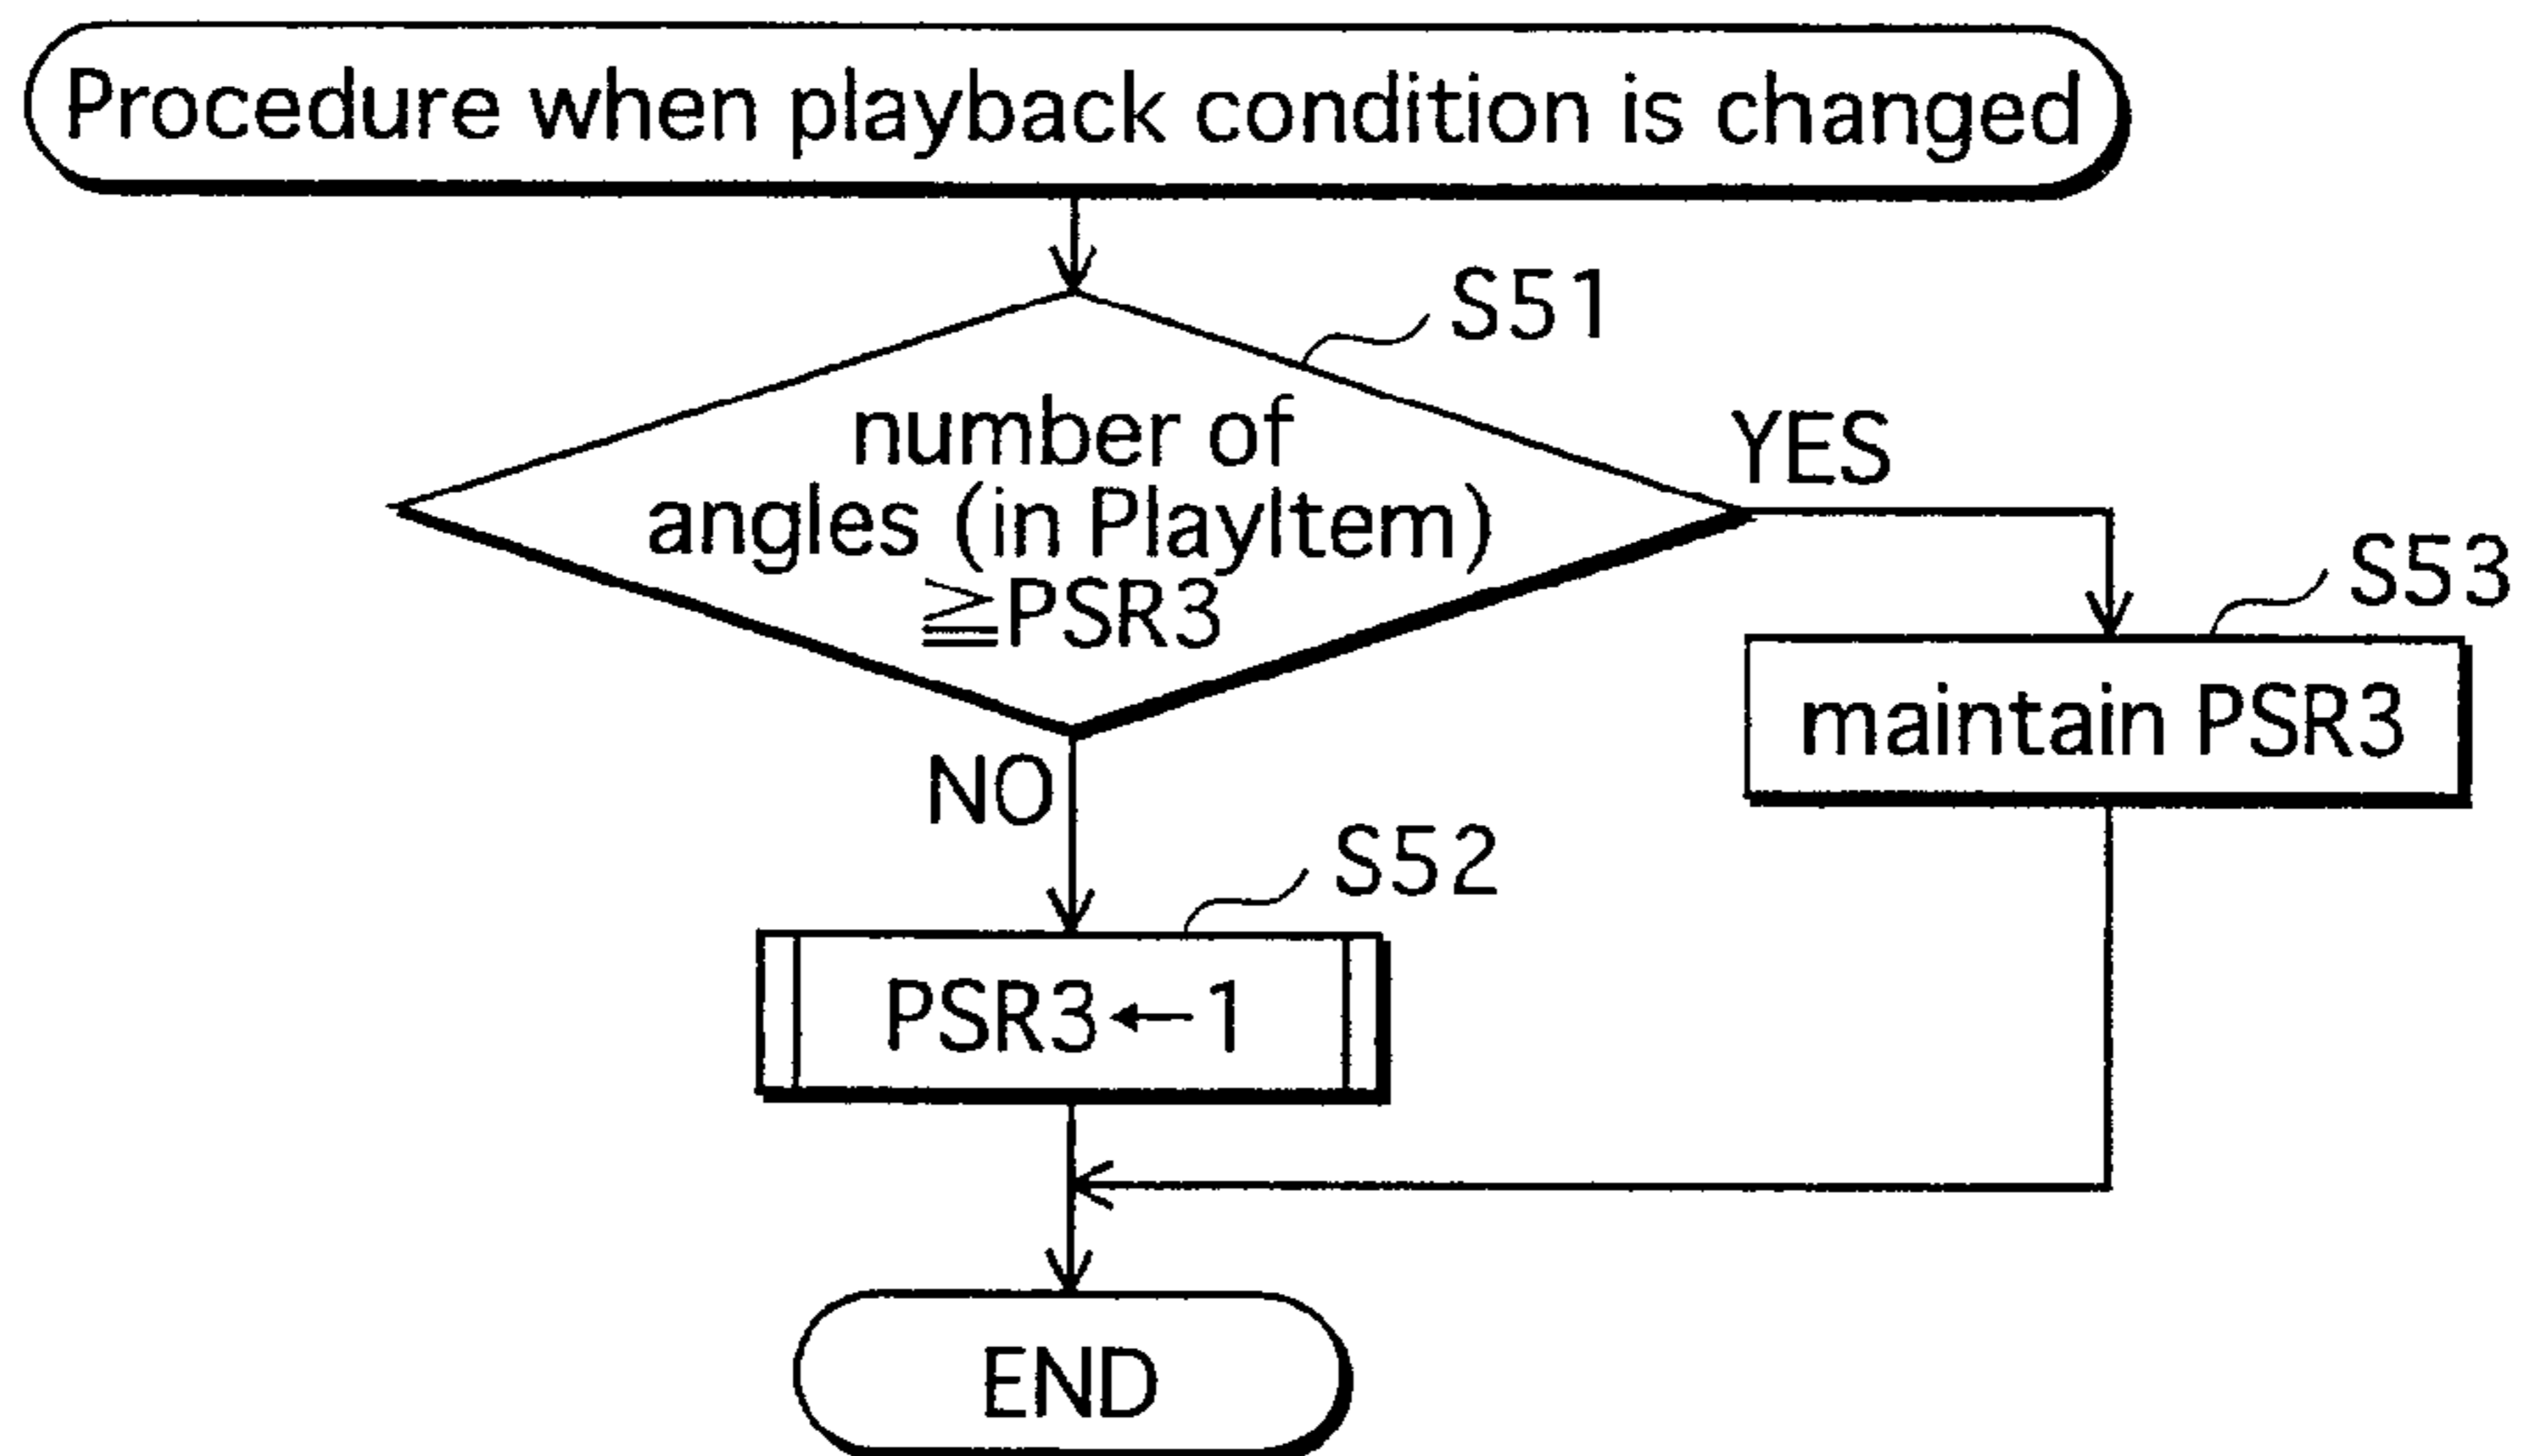 Procedure when playback condition is changed
S51
number of
angles (in PlayItem)
≧PSR3
YES
S53
maintain PSR3
NO
S52
PSR3←1
END